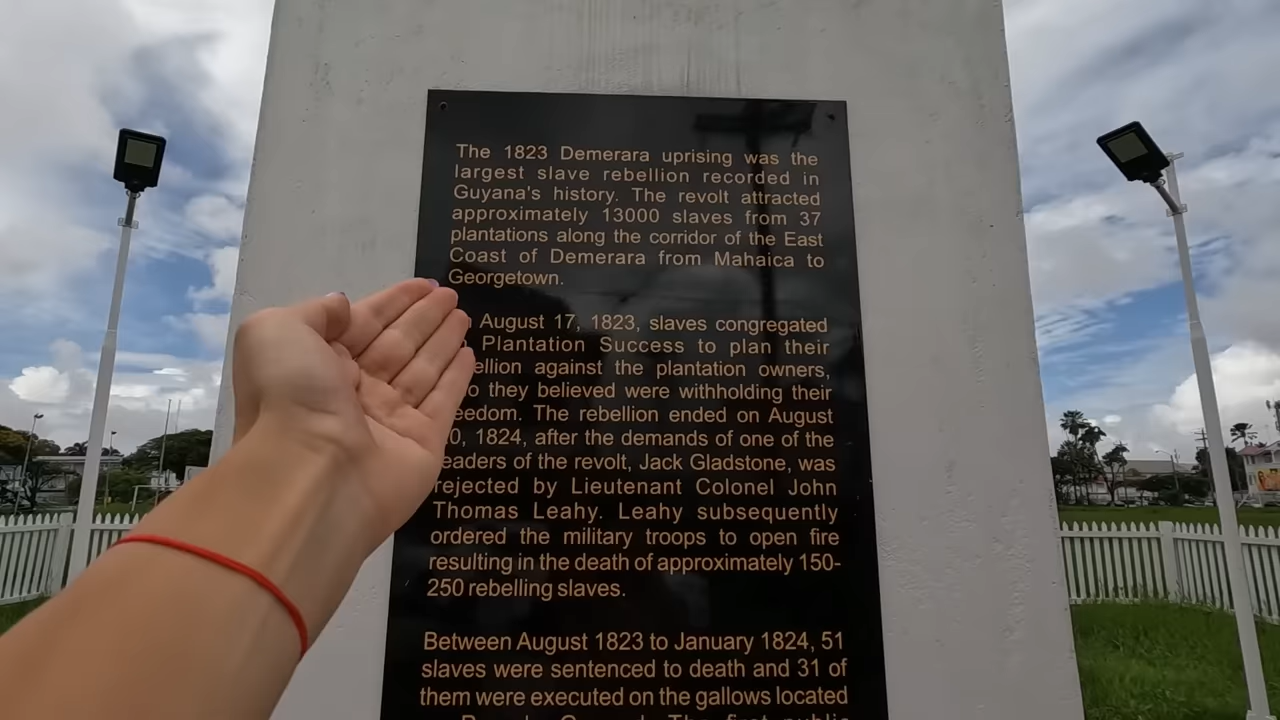 The 1823 Demerara uprising was the
largest slave rebellion recorded in
Guyana's history. The revolt attracted
approximately 13000 slaves from 37
plantations along the corridor of the East
Coast of Demerara from Mahaica to
Georgetown.
August 17, 1823, slaves congregated
Plantation Success to plan their
against the plantation owners,
they believed were withholding their
The rebellion ended on August
1824, after the demands of one of the
of the revolt, Jack Gladstone, was
rejected by Lieutenant Colonel John
Thomas Leahy. Leahy subsequently
ordered the military troops to open fire
resulting in the death of approximately 150-
250 rebelling slaves.
Between August 1823 to January 1824, 51
slaves were sentenced to death and 31 of
them were executed on the gallows located
The first public